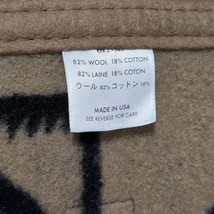 82% WOOL 18% COTTON
82% LAINE 18% COTON
ウール 82% コットン 18%
MADE IN USA
SEE REVERSE FOR CARE